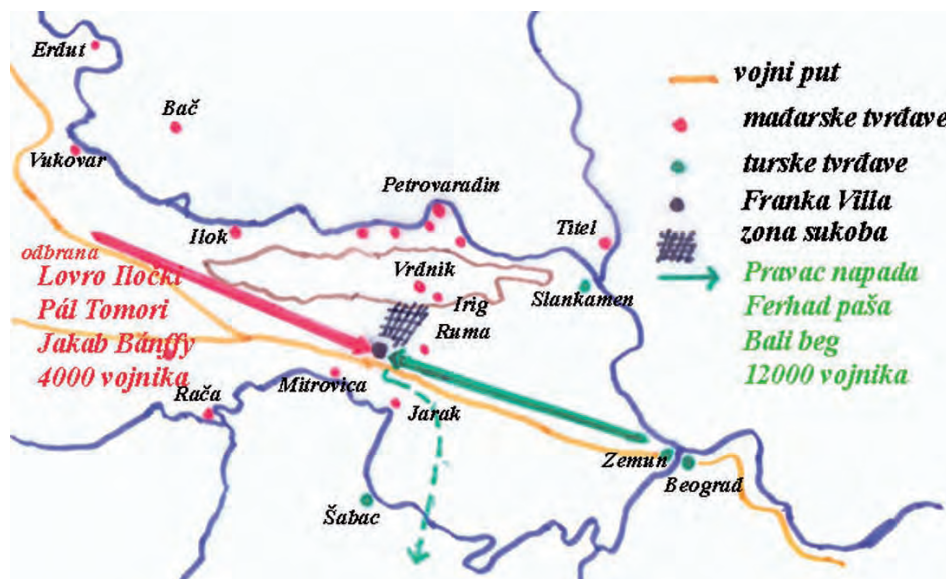 Erdut
Bač
Vukovar
Petrovaradin
Ilok
Titel
Vrdnik
Irig
Slankamen
Ruma
Mitrovica
Rača
Jarak
Zemun
Beograd
Šabac
odbrana
Lovro Iločki
Pál Tomori
Jakab Bánffy
4000 vojnika
vojni put
mađarske tvrđave
turske tvrđave
Franka Villa
zona sukoba
Pravac napada
Ferhad paša
Bali beg
12000 vojnika